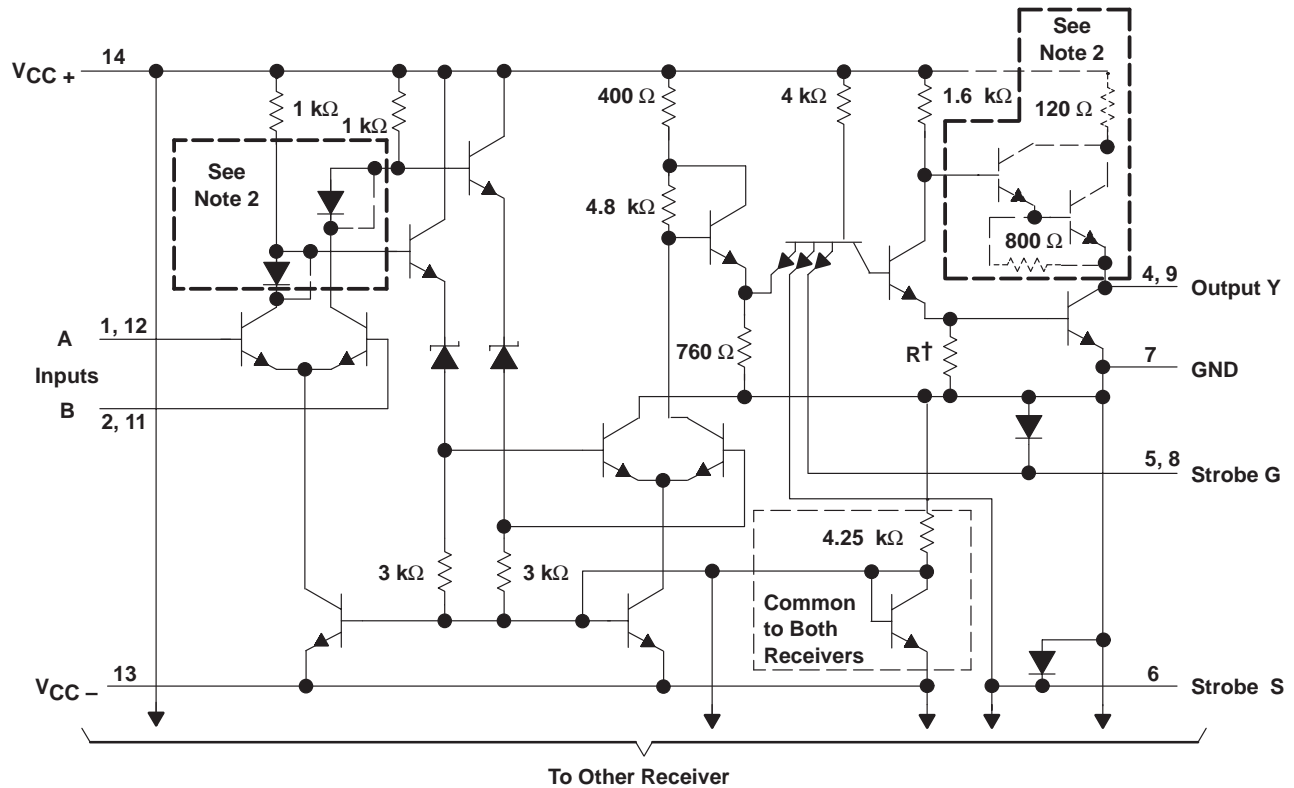 See
Note 2
14
VCC +
1 kΩ
1 kΩ
400 Ω
4 kΩ
1.6 kΩ
120 Ω
See
Note 2
4.8 kΩ
800 Ω
4, 9
Output Y
1, 12
A
Inputs
B
2, 11
760 Ω
R†
7
GND
5, 8
Strobe G
4.25 kΩ
3 kΩ
3 kΩ
Common
to Both
Receivers
13
VCC –
6
Strobe S
To Other Receiver